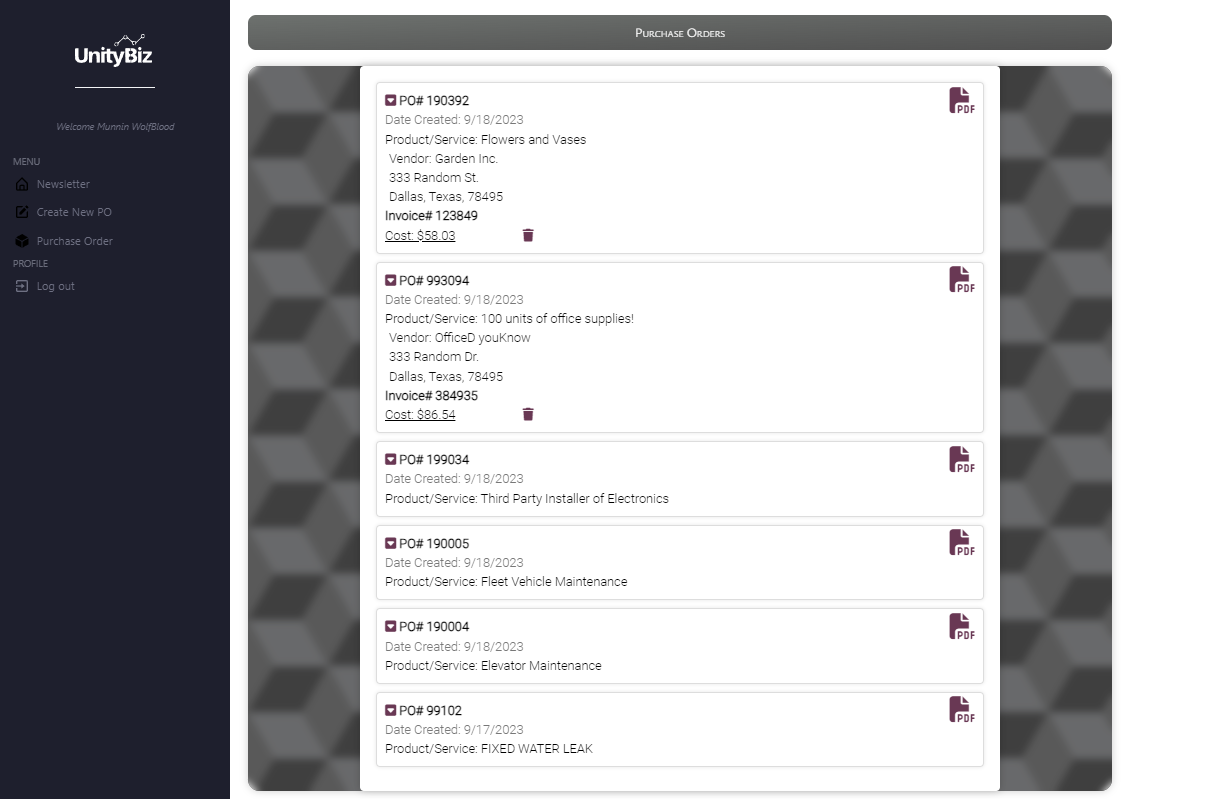 UnityBiz
Welcome Munnin WolfBlood
MENU
Newsletter
Create New PO
Purchase Order
PROFILE
Log out
Purchase Orders
PO# 190392
PDF
Date Created: 9/18/2023
Product/Service: Flowers and Vases
Vendor: Garden Inc.
333 Random St.
Dallas, Texas, 78495
Invoice# 123849
Cost: $58.03
PO# 993094
PDF
Date Created: 9/18/2023
Product/Service: 100 units of office supplies!
Vendor: OfficeD youKnow
333 Random Dr.
Dallas, Texas, 78495
Invoice# 384935
Cost: $86.54
PO# 199034
PDF
Date Created: 9/18/2023
Product/Service: Third Party Installer of Electronics
PO# 190005
PDF
Date Created: 9/18/2023
Product/Service: Fleet Vehicle Maintenance
PO# 190004
PDF
Date Created: 9/18/2023
Product/Service: Elevator Maintenance
PO# 99102
PDF
Date Created: 9/17/2023
Product/Service: FIXED WATER LEAK